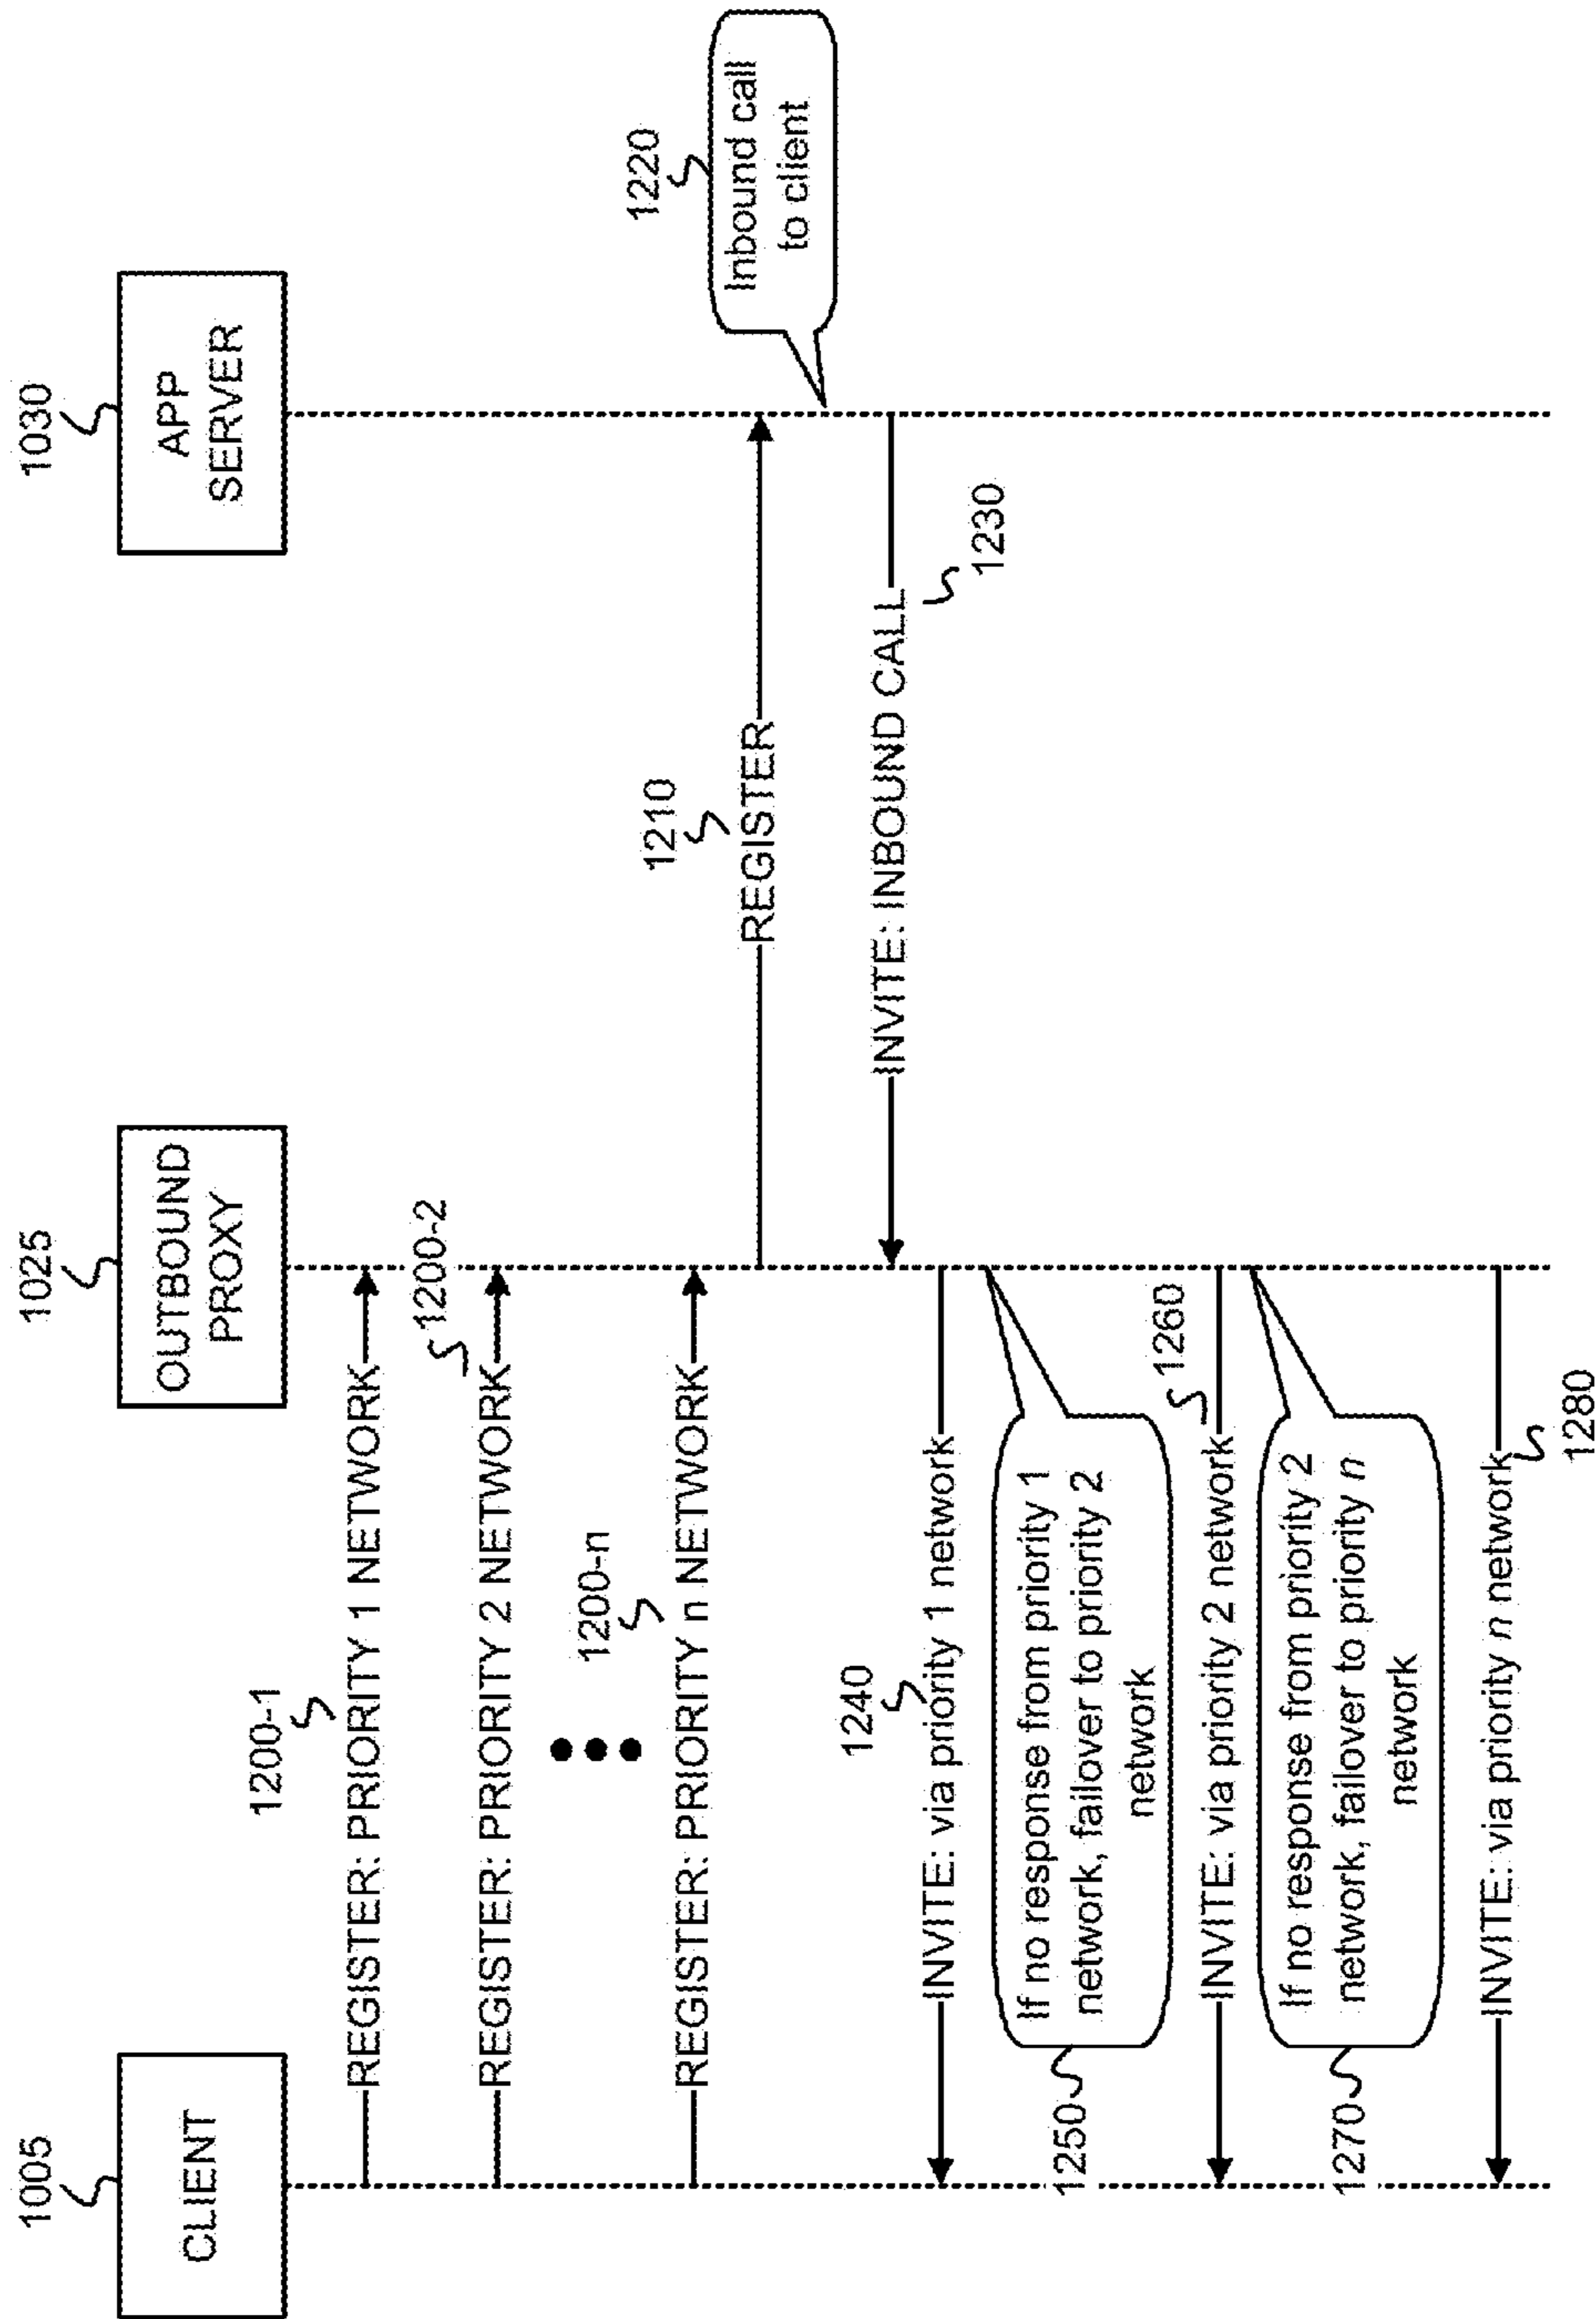 1005
CLIENT
1025
OUTBOUND
PROXY
1030
APP
SERVER
1200-1
REGISTER: PRIORITY 1 NETWORK
1200-2
REGISTER: PRIORITY 2 NETWORK
1200-n
REGISTER: PRIORITY n NETWORK
1210
REGISTER
1220
Inbound call
to client
INVITE: INBOUND CALL
1230
1240
INVITE: via priority 1 network
If no response from priority 1
network, failover to priority 2
network
1250
1260
INVITE: via priority 2 network
If no response from priority 2
network, failover to priority n
network
1270
INVITE: via priority n network
1280